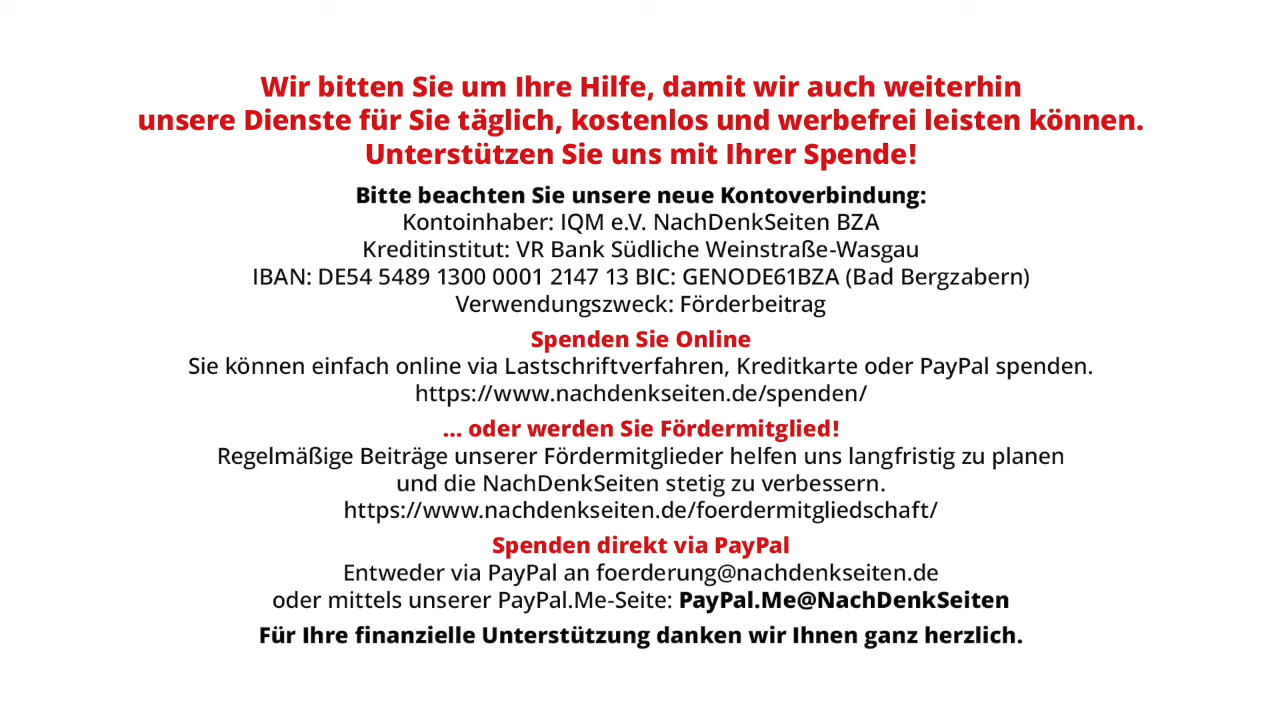 Wir bitten Sie um Ihre Hilfe, damit wir auch weiterhin
unsere Dienste für Sie täglich, kostenlos und werbefrei leisten können.
Unterstützen Sie uns mit Ihrer Spende!
Bitte beachten Sie unsere neue Kontoverbindung:
Kontoinhaber: IQM e.V. NachDenkSeiten BZA
Kreditinstitut: VR Bank Südliche Weinstraße-Wasgau
IBAN: DE54 5489 1300 0001 2147 13 BIC: GENODE61BZA (Bad Bergzabern)
Verwendungszweck: Förderbeitrag
Spenden Sie Online
Sie können einfach online via Lastschriftverfahren, Kreditkarte oder PayPal spenden.
https://www.nachdenkseiten.de/spenden/
... oder werden Sie Fördermitglied!
Regelmäßige Beiträge unserer Fördermitglieder helfen uns langfristig zu planen
und die NachDenkSeiten stetig zu verbessern.
https://www.nachdenkseiten.de/foerdermitgliedschaft/
Spenden direkt via PayPal
Entweder via PayPal an foerderung@nachdenkseiten.de
oder mittels unserer PayPal.Me-Seite: PayPal.Me@NachDenkSeiten
Für Ihre finanzielle Unterstützung danken wir Ihnen ganz herzlich.